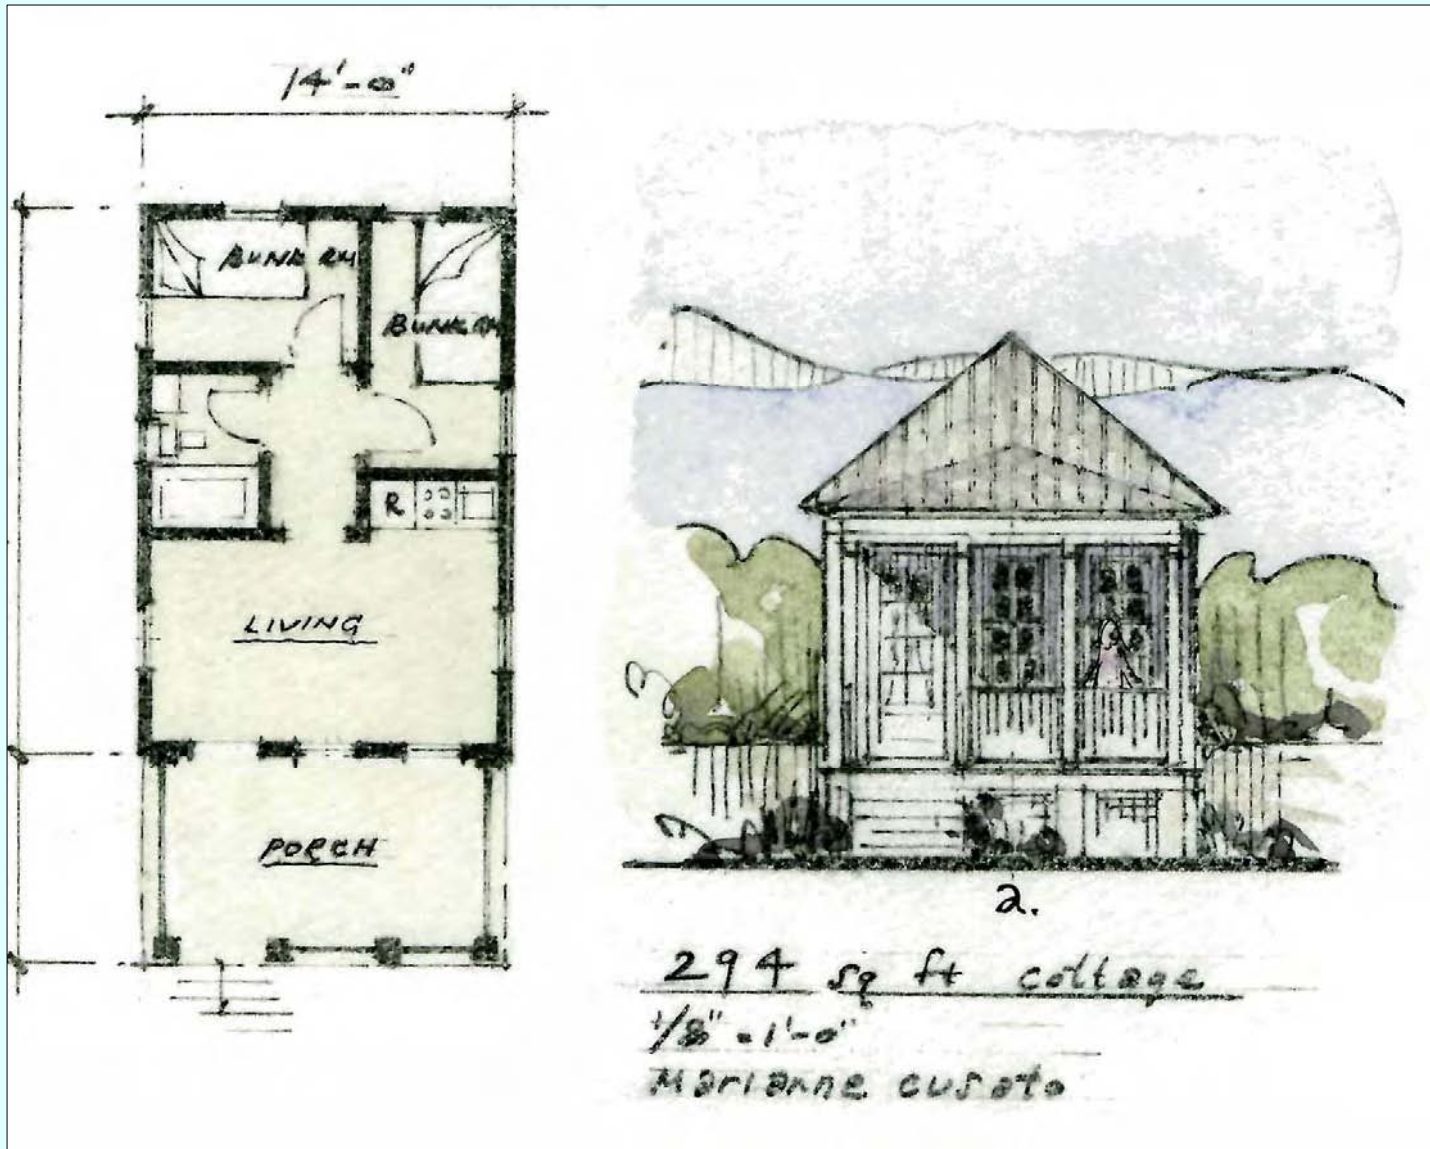 14'-0"
BUNK RM
BUNK RM
R
LIVING
PORCH
2.
294 sq ft cottage
1/8" = 1'-0"
Marianne cusato